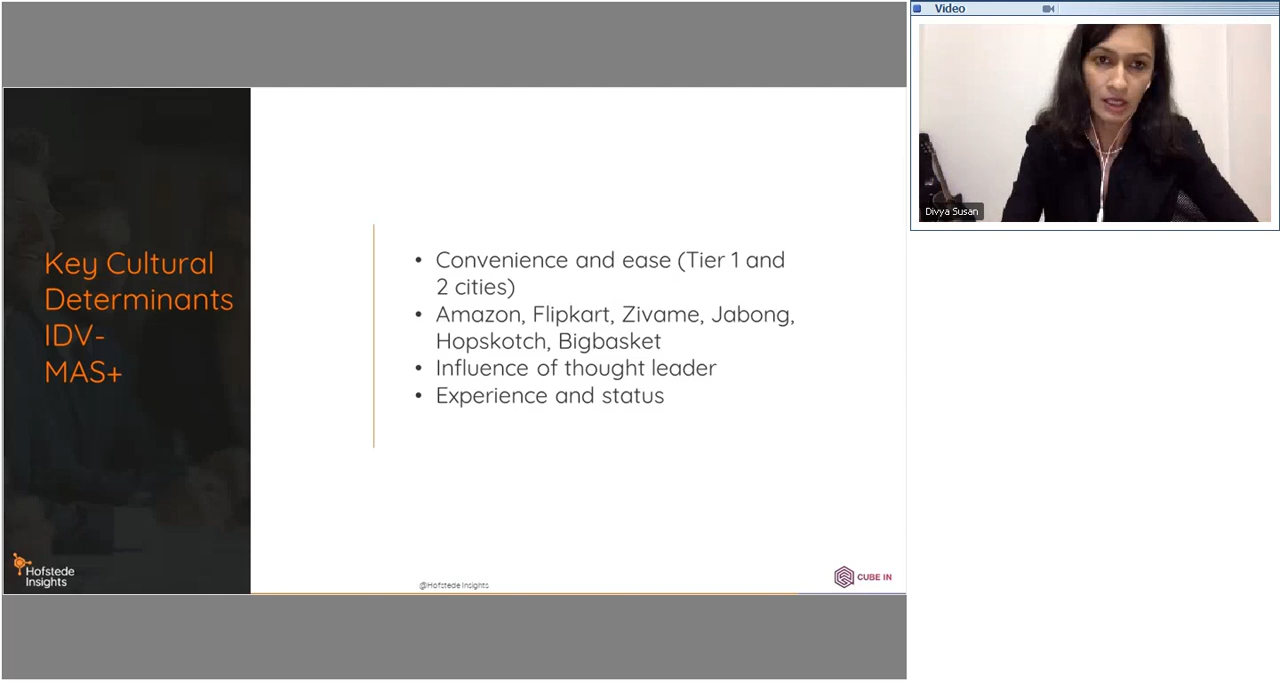 Video
Divya Susan
Key Cultural
Determinants
IDV-
MAS+
• Convenience and ease (Tier 1 and
2 cities)
• Amazon, Flipkart, Zivame, Jabong,
Hopskotch, Bigbasket
• Influence of thought leader
• Experience and status
Hofstede
Insights
@Hofstede Insights
CUBE IN